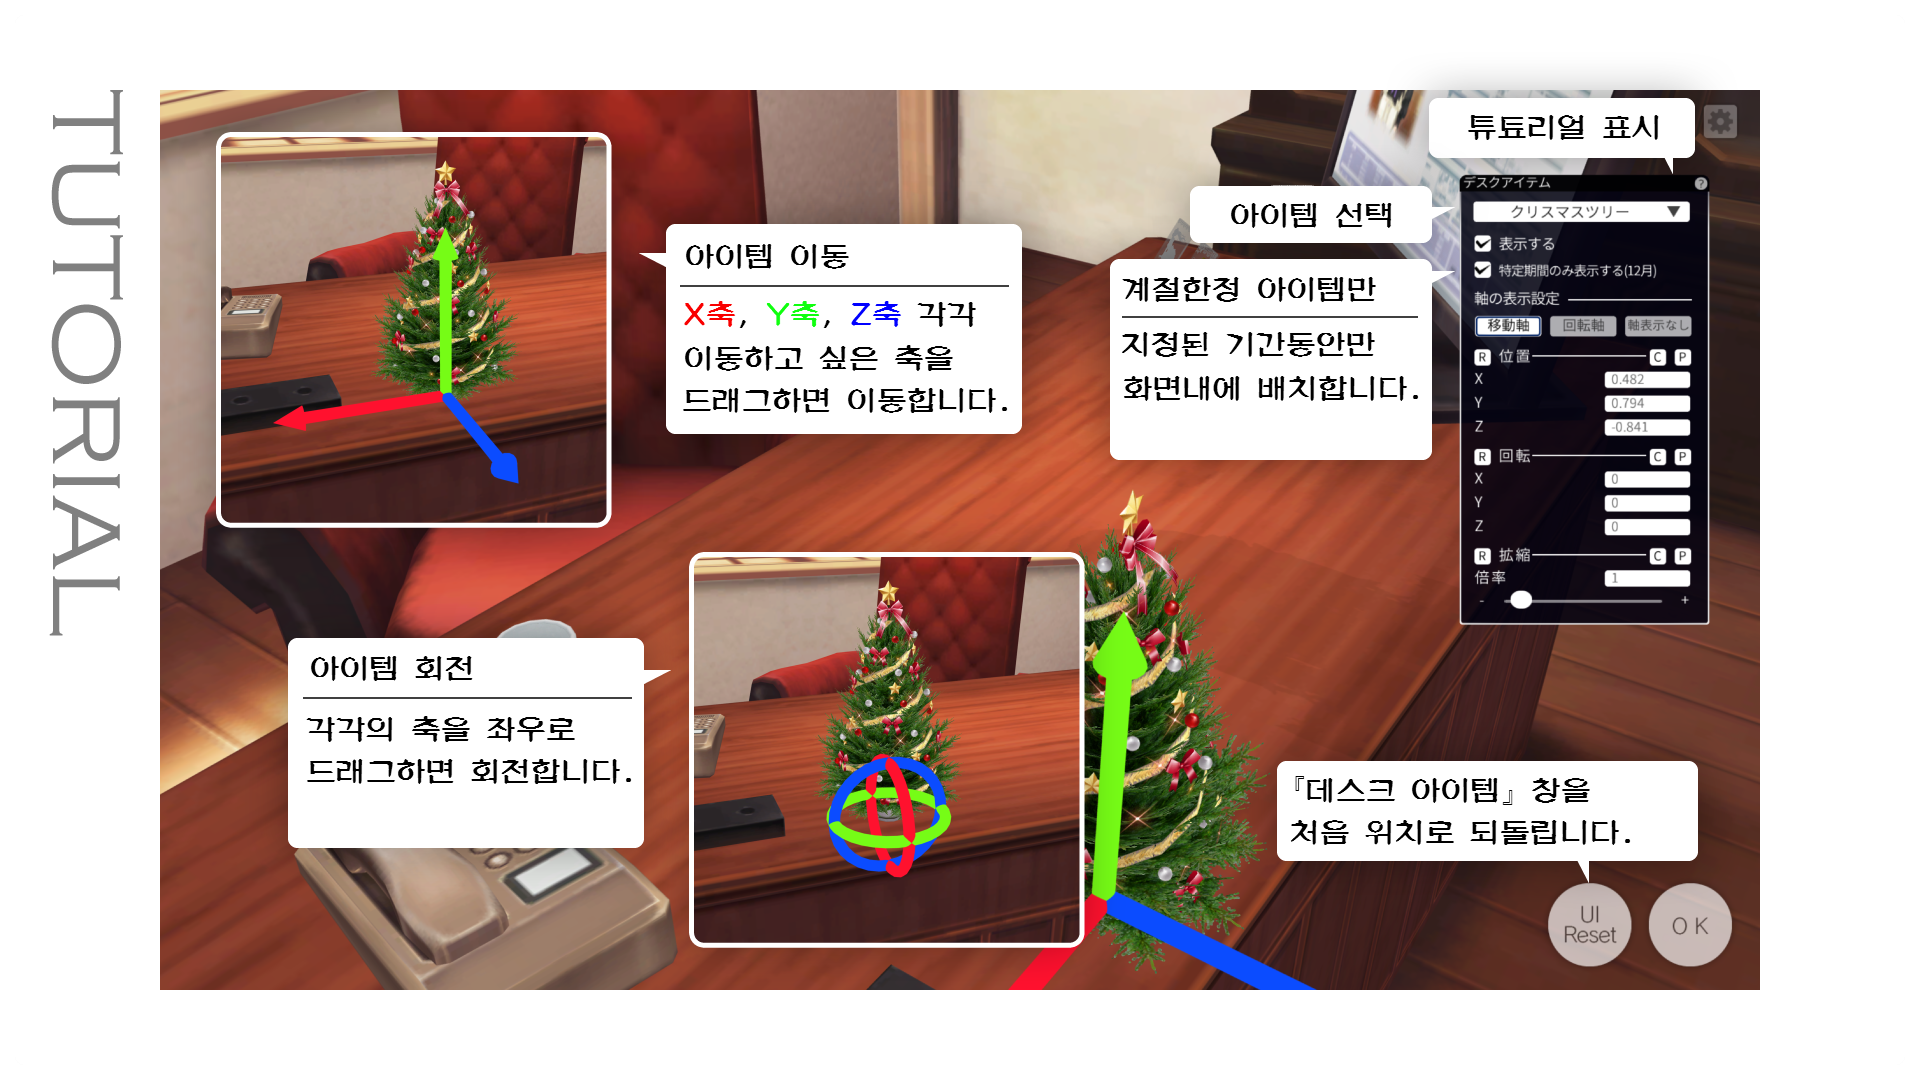 TUTORIAL
튜툐리얼 표시
아이템 선택
계절한정 아이템만
지정된 기간동안만
화면내에 배치합니다.
아이템 이동
X축, Y축, Z축 각각
이동하고 싶은 축을
드래그하면 이동합니다.
デスクアイテム ?
クリスマスツリー ▼
表示する
特定期間のみ表示する(12月)
軸の表示設定
移動軸 回転軸 軸表示なし
R 位置 C P
X 0.482
Y 0.794
Z -0.841
R 回転 C P
X 0
Y 0
Z 0
R 拡縮 C P
倍率 1
- +
아이템 회전
각각의 축을 좌우로
드래그하면 회전합니다.
『데스크 아이템』 창을
처음 위치로 되돌립니다.
UI
Reset
OK